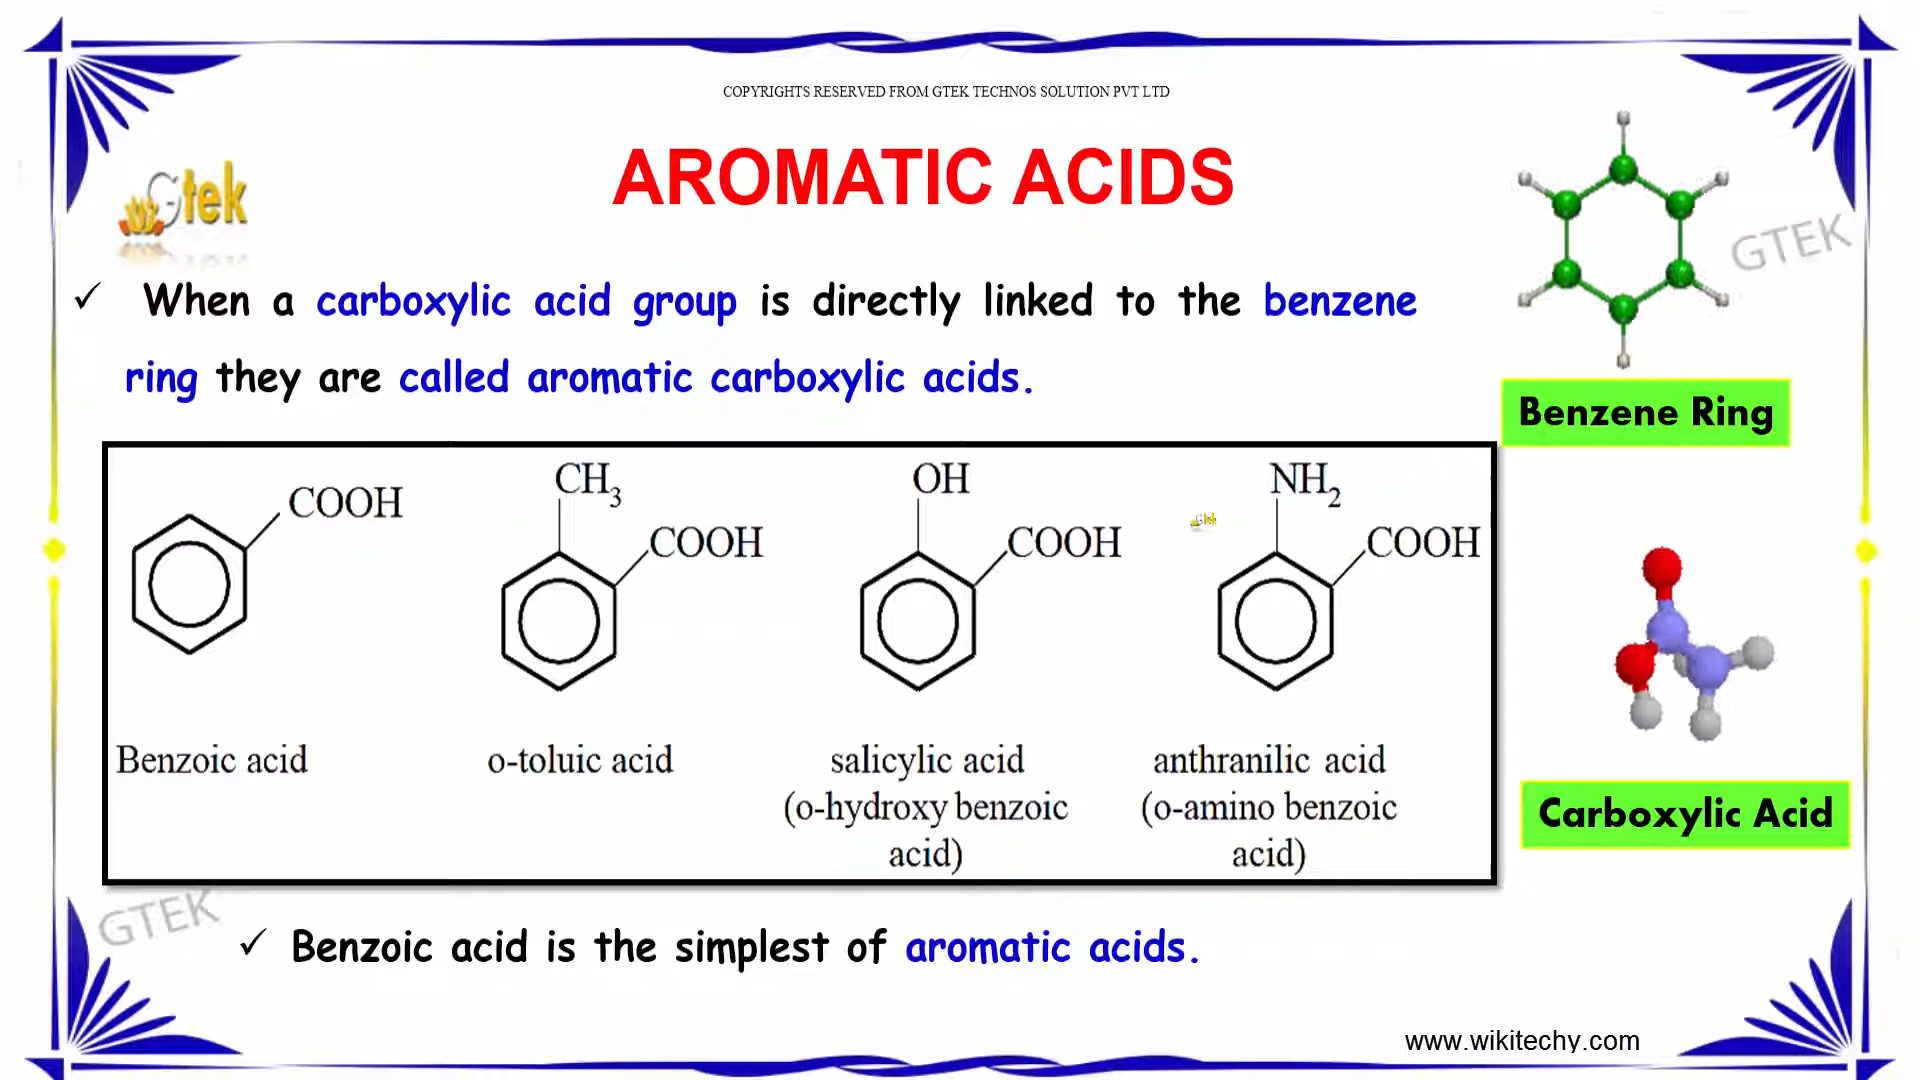 COPYRIGHTS RESERVED FROM GTEK TECHNOS SOLUTION PVT LTD
AROMATIC ACIDS
Gtek
GTEK
✓ When a carboxylic acid group is directly linked to the benzene
ring they are called aromatic carboxylic acids.
Benzene Ring
COOH
CH₃
COOH
OH
COOH
Gtek
NH₂
COOH
Benzoic acid
o-toluic acid
salicylic acid
(o-hydroxy benzoic
acid)
anthranilic acid
(o-amino benzoic
acid)
Carboxylic Acid
GTEK
✓ Benzoic acid is the simplest of aromatic acids.
www.wikitechy.com